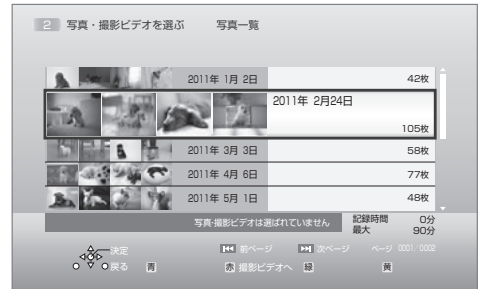 2 写真・撮影ビデオを選ぶ 写真一覧
2011年 1月 2日 42枚
2011年 2月24日
105枚
2011年 3月 3日 58枚
2011年 4月 6日 77枚
2011年 5月 1日 48枚
写真・撮影ビデオは選ばれていません 記録時間 0分
最大 90分
決定 前ページ 次ページ ページ 0001/0002
戻る 青 赤 撮影ビデオへ 緑 黄